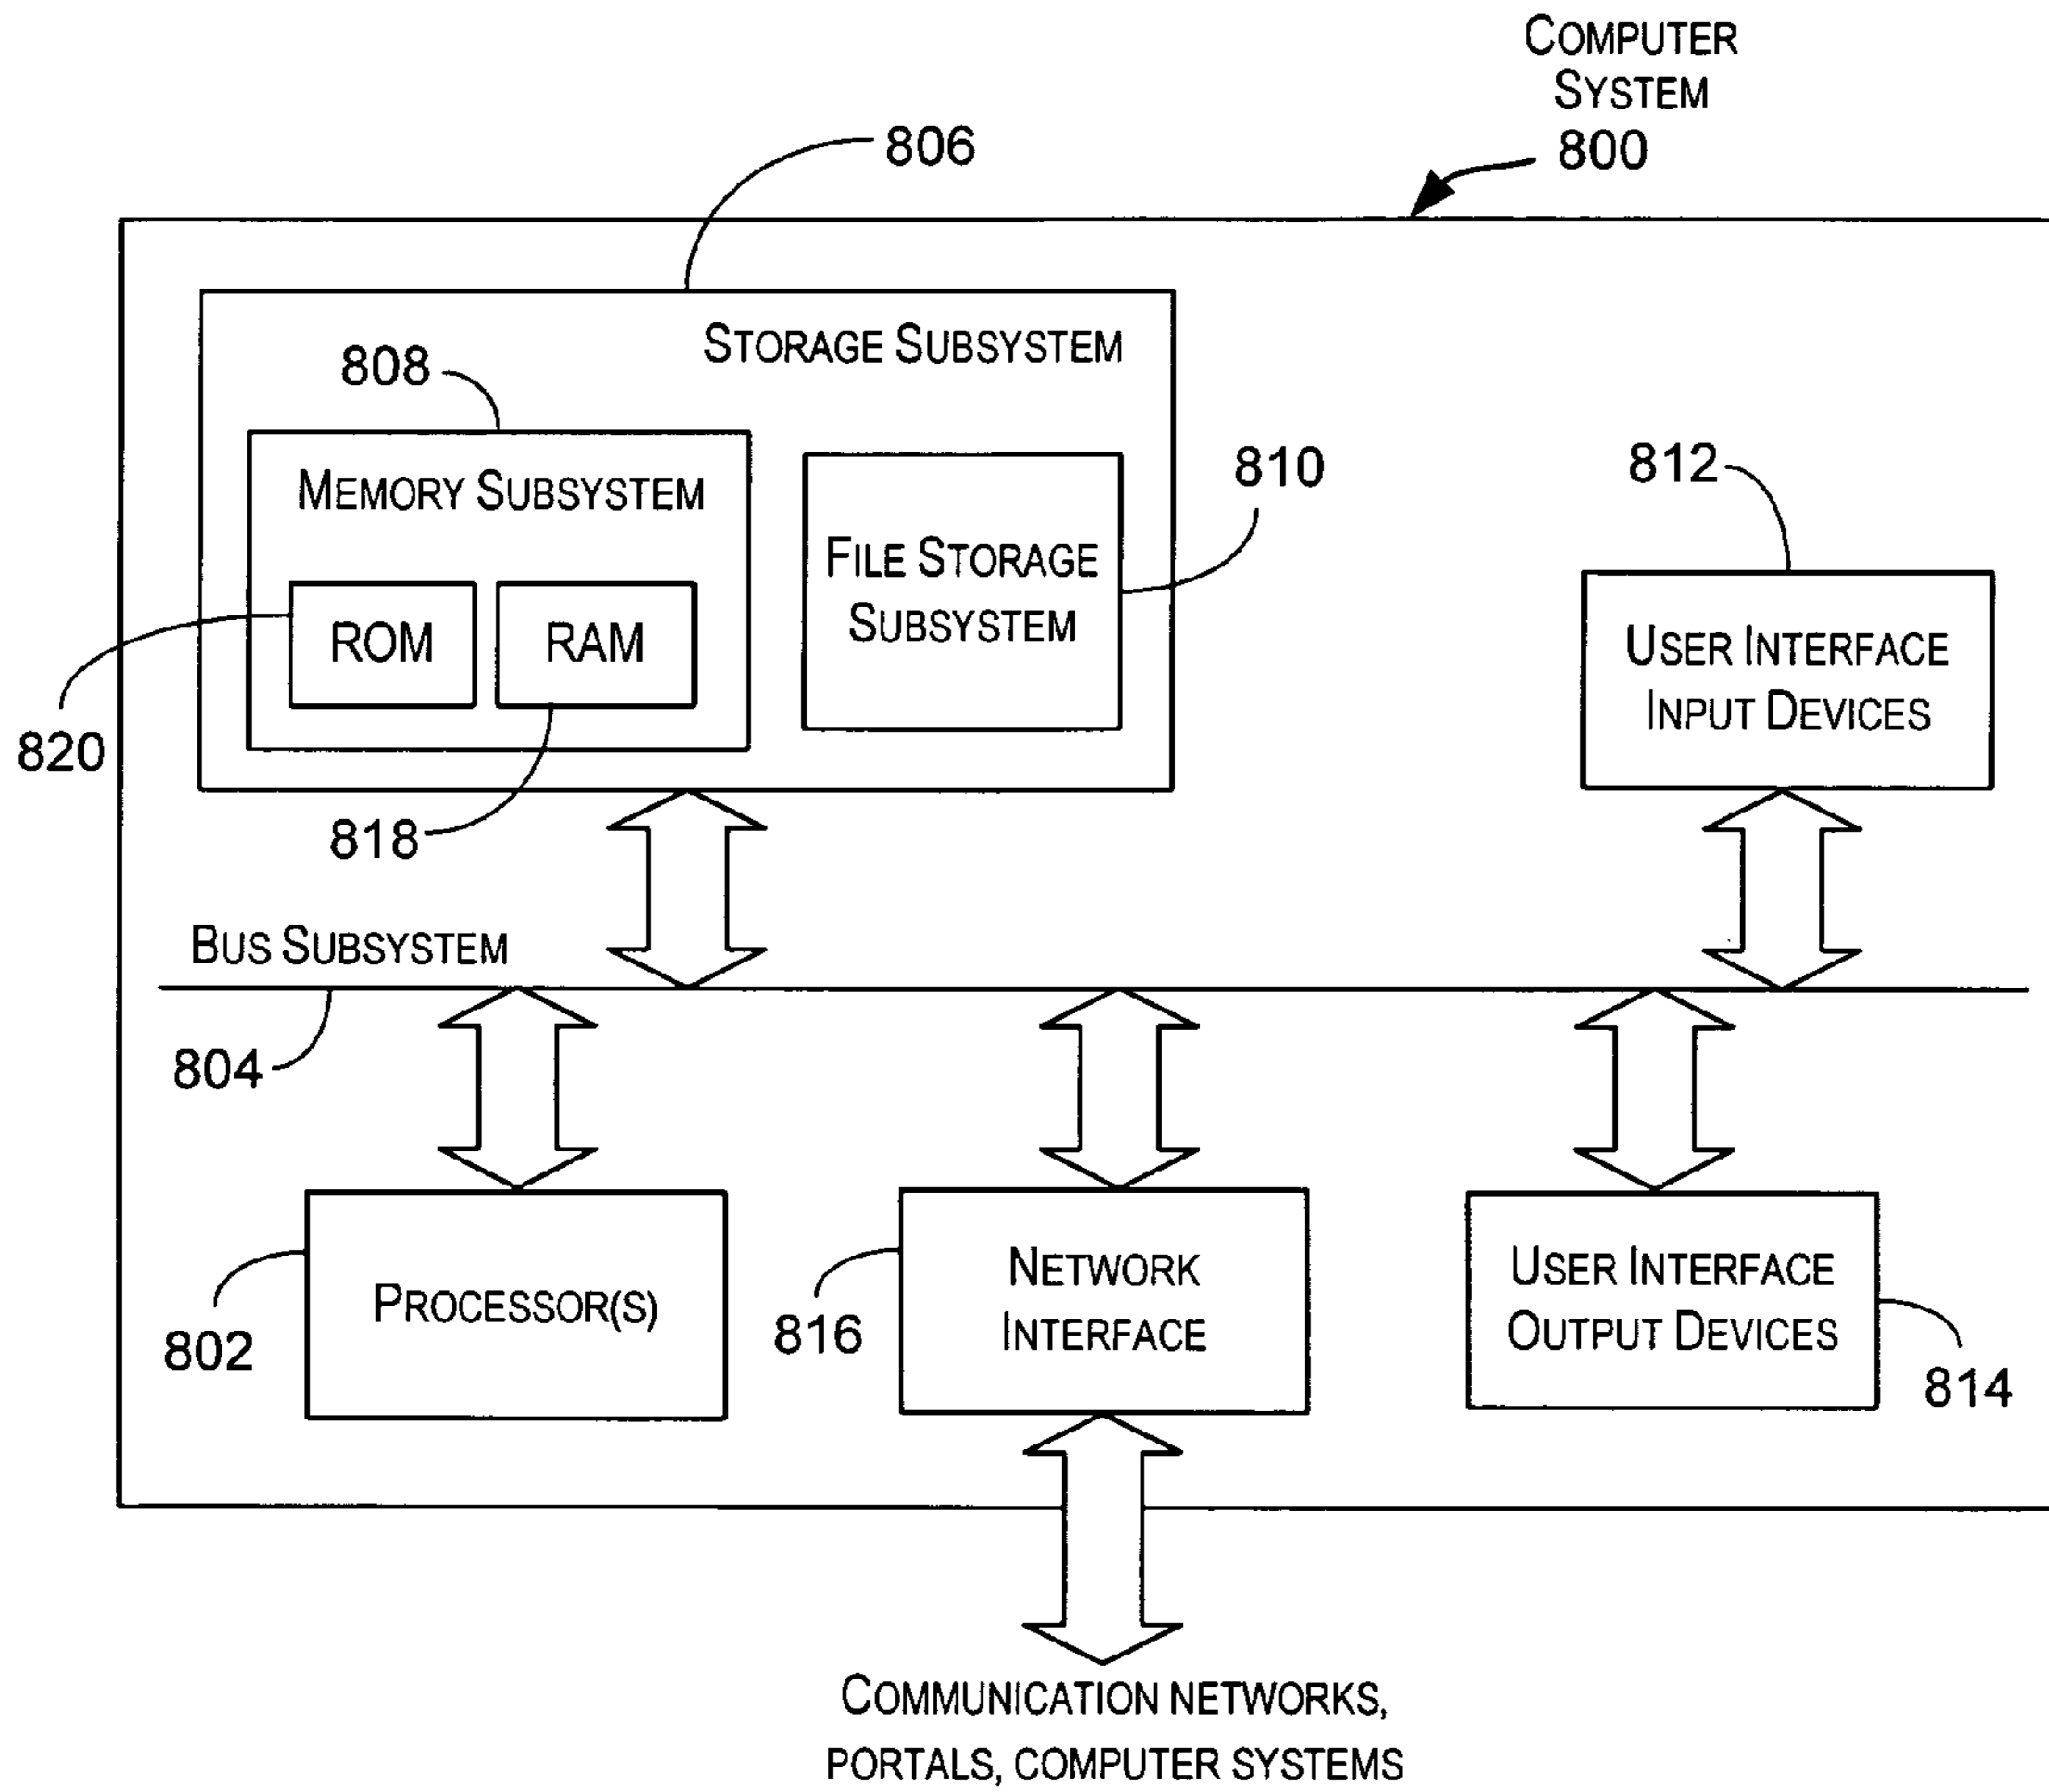 COMPUTER
SYSTEM
800
806
STORAGE SUBSYSTEM
808
MEMORY SUBSYSTEM
810
812
FILE STORAGE
SUBSYSTEM
ROM
RAM
USER INTERFACE
INPUT DEVICES
820
818
BUS SUBSYSTEM
804
PROCESSOR(S)
802
NETWORK
INTERFACE
816
USER INTERFACE
OUTPUT DEVICES
814
COMMUNICATION NETWORKS,
PORTALS, COMPUTER SYSTEMS